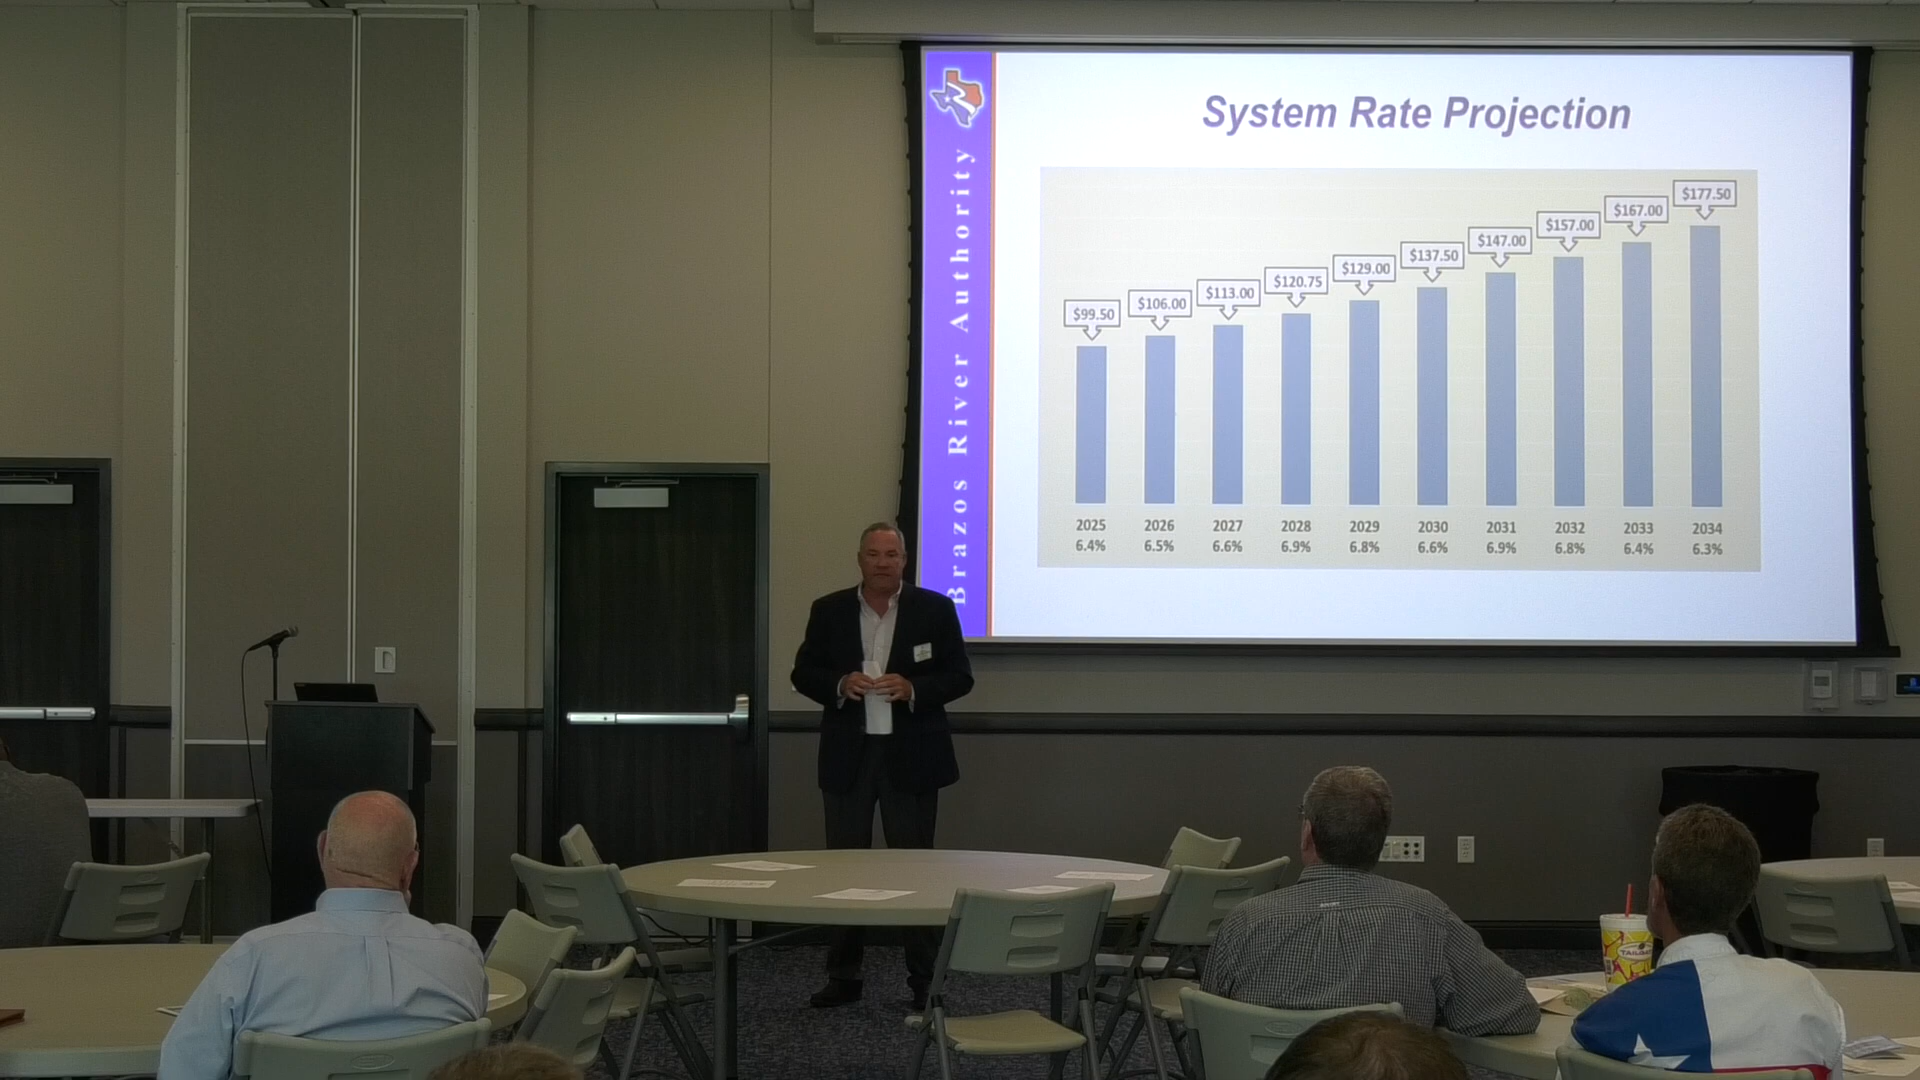 System Rate Projection
Brazos River Authority
$99.50
$106.00
$113.00
$120.75
$129.00
$137.50
$147.00
$157.00
$167.00
$177.50
2025 2026 2027 2028 2029 2030 2031 2032 2033 2034
6.4% 6.5% 6.6% 6.9% 6.8% 6.6% 6.9% 6.8% 6.4% 6.3%